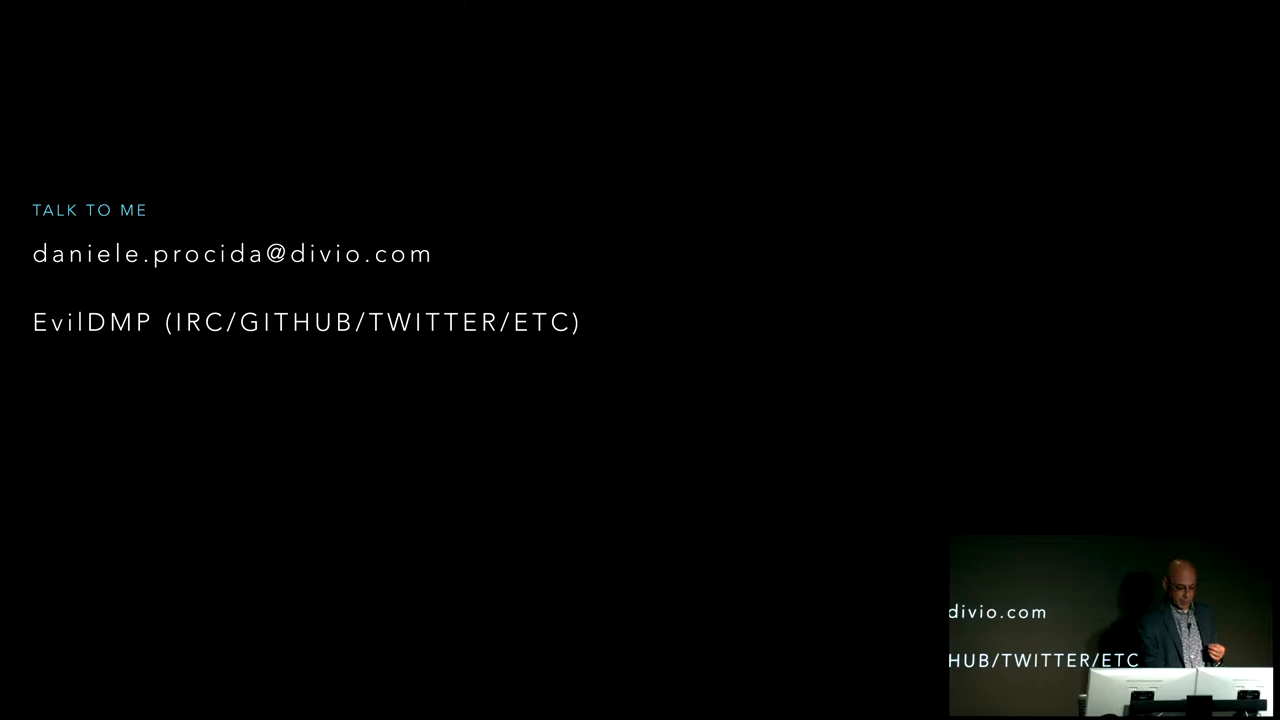 TALK TO ME
daniele.procida@divio.com
EvilDMP (IRC/GITHUB/TWITTER/ETC)
divio.com
HUB/TWITTER/ETC